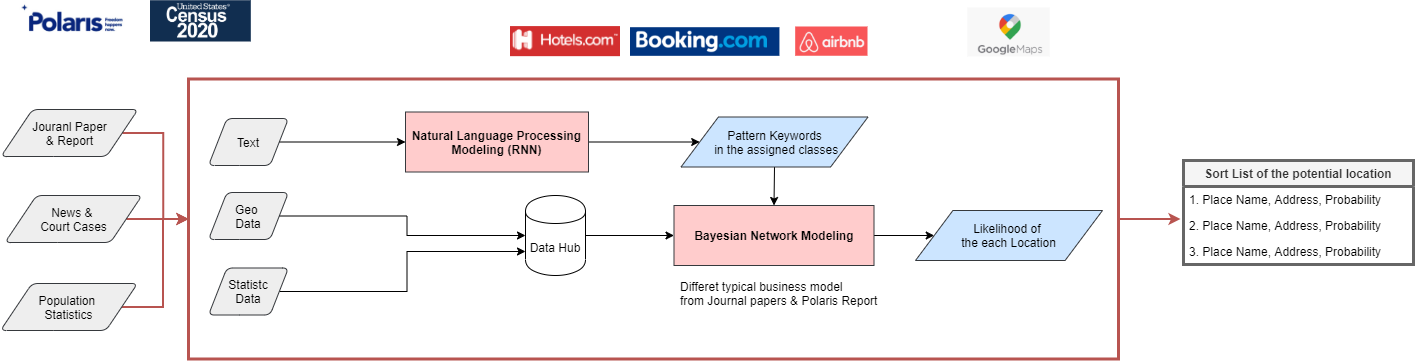 Polaris Freedom happens now.
United States®
Census
2020
Hotels.com™
Booking.com
airbnb
GoogleMaps
Jouranl Paper
& Report
News &
Court Cases
Population
Statistics
Text
Natural Language Processing
Modeling (RNN)
Pattern Keywords
in the assigned classes
Geo
Data
Statistc
Data
Data Hub
Bayesian Network Modeling
Differet typical business model
from Journal papers & Polaris Report
Likelihood of
the each Location
Sort List of the potential location
1. Place Name, Address, Probability
2. Place Name, Address, Probability
3. Place Name, Address, Probability